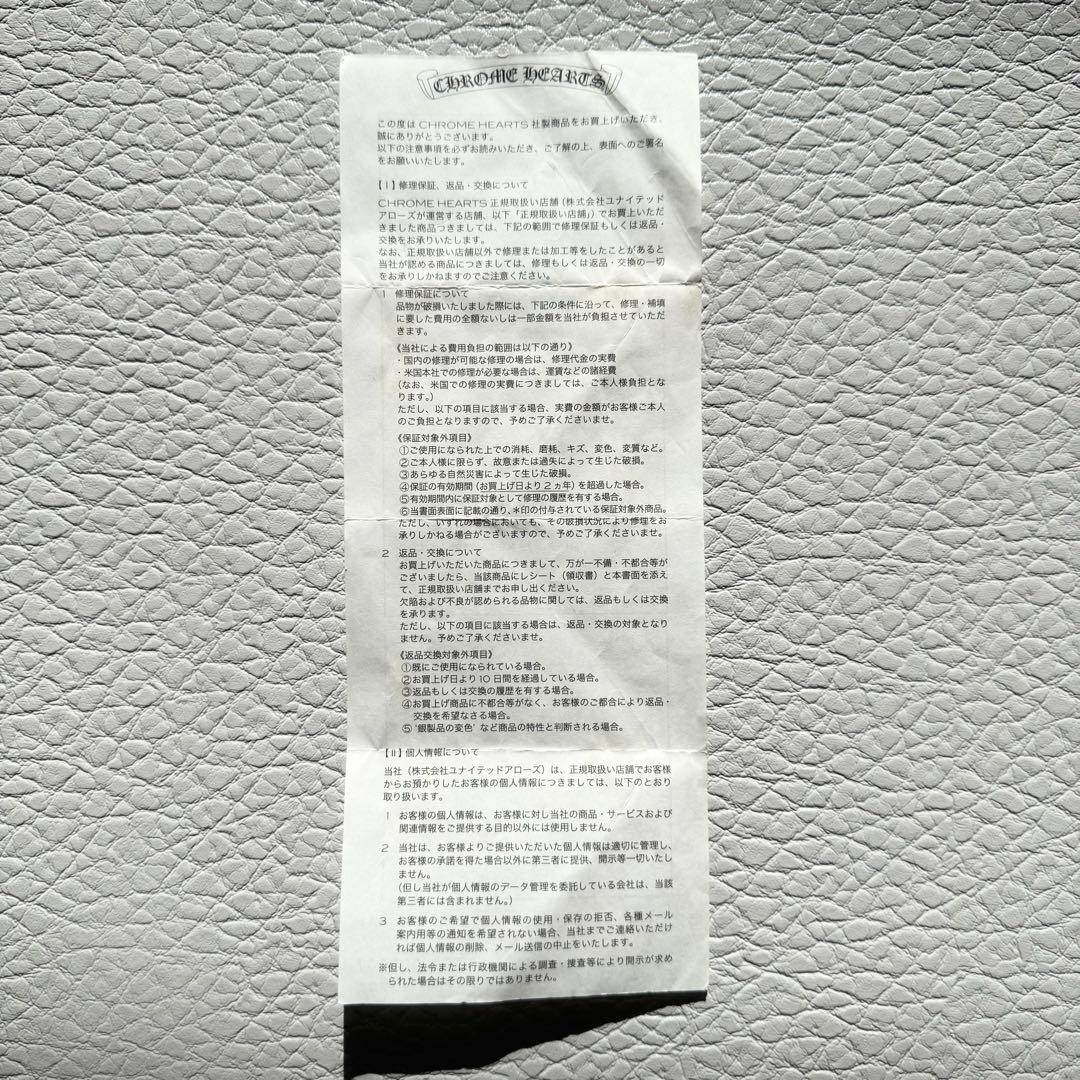 CHROME HEARTS
この度は CHROME HEARTS 社製商品をお買上げいただき、
誠にありがとうございます。
以下の注意事項を必ずお読みいただき、ご了解の上、表面へのご署名
をお願いいたします。
【I】修理保証、返品・交換について
CHROME HEARTS 正規取扱い店舗（株式会社ユナイテッド
アローズが運営する店舗、以下「正規取扱い店舗」）でお買上いただ
きました商品つきましては、下記の範囲で修理保証もしくは返品・
交換をお承りいたします。
なお、正規取扱い店舗以外で修理または加工等をしたことがあると
当社が認める商品につきましては、修理もしくは返品・交換の一切
をお承りしかねますのでご注意ください。
1 修理保証について
品物が破損いたしました際には、下記の条件に沿って、修理・補填
に要した費用の全額ないしは一部金額を当社が負担させていただ
きます。
《当社による費用負担の範囲は以下の通り》
・国内の修理が可能な修理の場合は、修理代金の実費
・米国本社での修理が必要な場合は、運賃などの諸経費
（なお、米国での修理の実費につきましては、ご本人様負担とな
ります。）
ただし、以下の項目に該当する場合、実費の金額がお客様ご本人
のご負担となりますので、予めご了承くださいませ。
《保証対象外項目》
①ご使用になられた上での消耗、磨耗、キズ、変色、変質など。
②ご本人様に限らず、故意または過失によって生じた破損。
③あらゆる自然災害によって生じた破損。
④保証の有効期間（お買上げ日より２ヵ年）を超過した場合。
⑤有効期間内に保証対象として修理の履歴を有する場合。
⑥当書面表面に記載の通り、＊印の付与されている保証対象外商品。
ただし、いずれの場合においても、その破損状況により修理をお
承りしかねる場合がございますので、予めご了承くださいませ。
2 返品・交換について
お買上げいただいた商品につきまして、万が一不備・不都合等が
ございましたら、当該商品にレシート（領収書）と本書面を添え
て、正規取扱い店舗までお申し出ください。
欠陥および不良が認められる品物に関しては、返品もしくは交換
を承ります。
ただし、以下の項目に該当する場合は、返品・交換の対象となり
ません。予めご了承くださいませ。
《返品交換対象外項目》
①既にご使用になられている場合。
②お買上げ日より 10 日間を経過している場合。
③返品もしくは交換の履歴を有する場合。
④お買上げ商品に不都合等がなく、お客様のご都合により返品・
交換を希望なさる場合。
⑤ “銀製品の変色” など商品の特性と判断される場合。
【II】個人情報について
当社（株式会社ユナイテッドアローズ）は、正規取扱い店舗でお客様
からお預かりしたお客様の個人情報につきましては、以下のとおり
取り扱います。
1 お客様の個人情報は、お客様に対し当社の商品・サービスおよび
関連情報をご提供する目的以外には使用しません。
2 当社は、お客様よりご提供いただいた個人情報は適切に管理し、
お客様の承諾を得た場合以外に第三者に提供、開示等一切いたし
ません。
（但し当社が個人情報のデータ管理を委託している会社は、当該
第三者には含まれません。）
3 お客様のご希望で個人情報の使用・保存の拒否、各種メール
案内用等の通知を希望されない場合、当社までご連絡いただけ
れば個人情報の削除、メール送信の中止をいたします。
※但し、法令または行政機関による調査・捜査等により開示が求め
られた場合はその限りではありません。